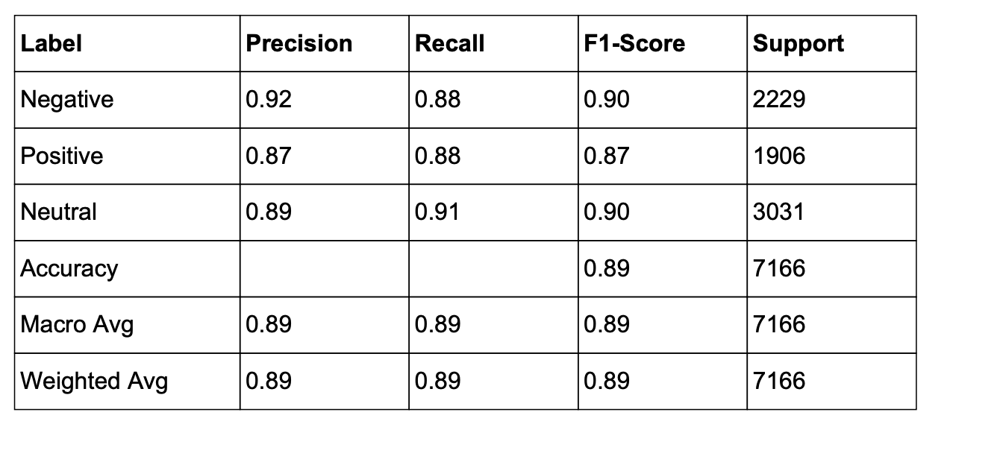 Label Precision Recall F1-Score Support
Negative 0.92 0.88 0.90 2229
Positive 0.87 0.88 0.87 1906
Neutral 0.89 0.91 0.90 3031
Accuracy 0.89 7166
Macro Avg 0.89 0.89 0.89 7166
Weighted Avg 0.89 0.89 0.89 7166